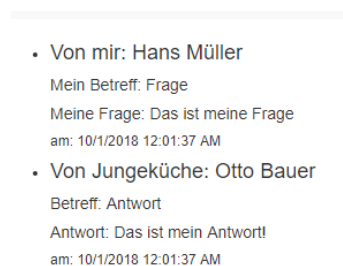 Von mir: Hans Müller
Mein Betreff: Frage
Meine Frage: Das ist meine Frage
am: 10/1/2018 12:01:37 AM
Von Jungeküche: Otto Bauer
Betreff: Antwort
Antwort: Das ist mein Antwort!
am: 10/1/2018 12:01:37 AM